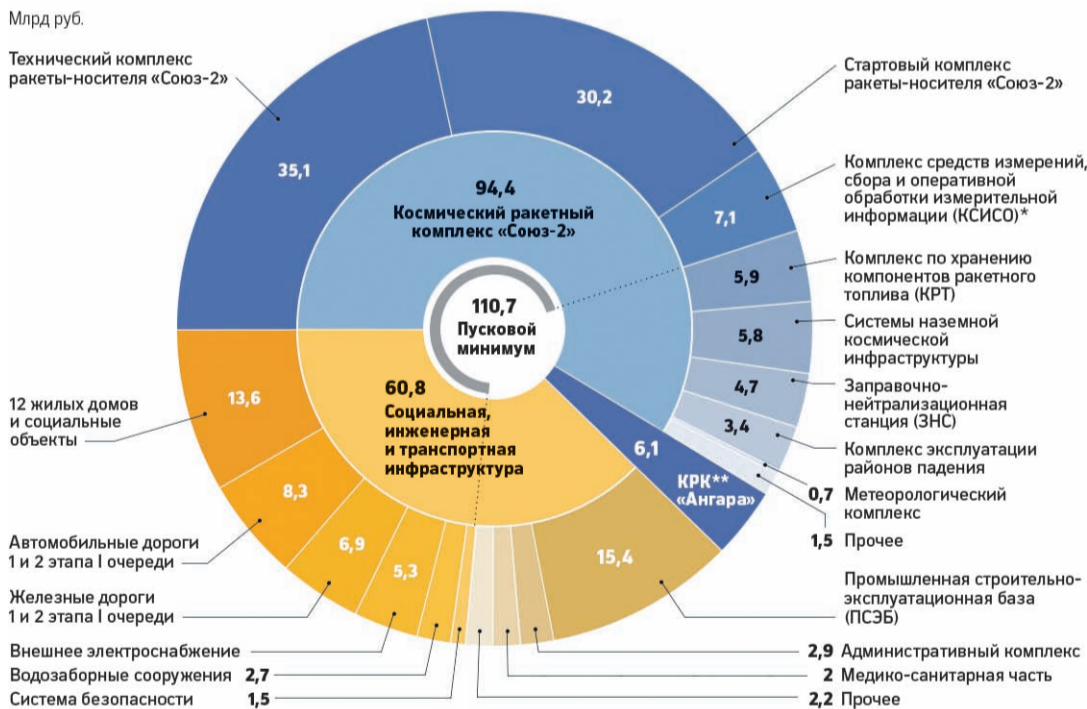 Млрд руб.
Технический комплекс
ракеты-носителя «Союз-2»
35,1
30,2
Стартовый комплекс
ракеты-носителя «Союз-2»
7,1
Комплекс средств измерений,
сбора и оперативной
обработки измерительной
информации (КСИСО)*
5,9
Комплекс по хранению
компонентов ракетного
топлива (КРТ)
5,8
Системы наземной
космической
инфраструктуры
4,7
Заправочно-
нейтрализационная
станция (ЗНС)
3,4
Комплекс эксплуатации
районов падения
0,7 Метеорологический
комплекс
1,5 Прочее
94,4
Космический ракетный
комплекс «Союз-2»
110,7
Пусковой
минимум
60,8
Социальная,
инженерная
и транспортная
инфраструктура
6,1
КРК**
«Ангара»
15,4
Промышленная строительно-
эксплуатационная база
(ПСЭБ)
2,9 Административный комплекс
2 Медико-санитарная часть
2,2 Прочее
12 жилых домов
и социальные
объекты
13,6
Автомобильные дороги
1 и 2 этапа I очереди
8,3
Железные дороги
1 и 2 этапа I очереди
6,9
Внешнее электроснабжение
5,3
Водозаборные сооружения 2,7
Система безопасности 1,5